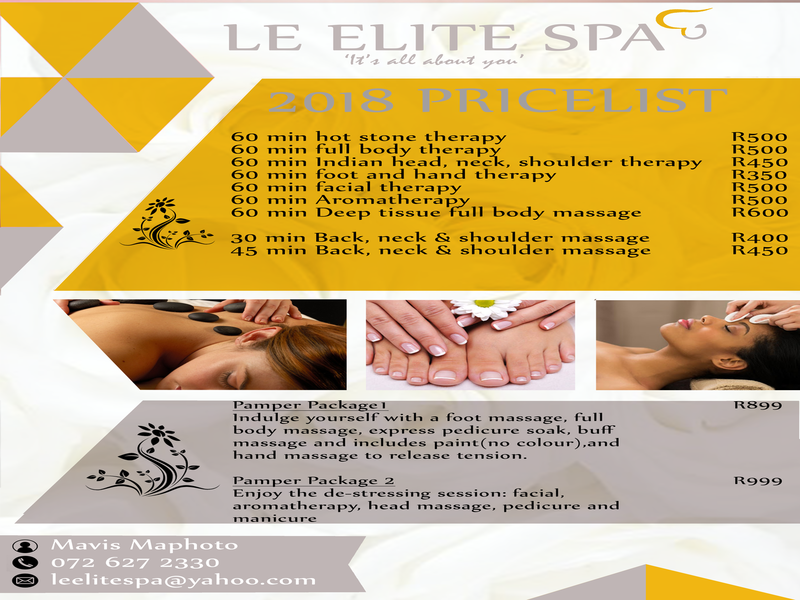 LE ELITE SPA
'It's all about you'
2018 PRICELIST
60 min hot stone therapy R500
60 min full body therapy R500
60 min Indian head, neck, shoulder therapy R450
60 min foot and hand therapy R350
60 min facial therapy R500
60 min Aromatherapy R500
60 min Deep tissue full body massage R600
30 min Back, neck & shoulder massage R400
45 min Back, neck & shoulder massage R450
Pamper Package1 R899
Indulge yourself with a foot massage, full
body massage, express pedicure soak, buff
massage and includes paint(no colour),and
hand massage to release tension.
Pamper Package 2 R999
Enjoy the de-stressing session: facial,
aromatherapy, head massage, pedicure and
manicure
Mavis Maphoto
072 627 2330
leelitespa@yahoo.com